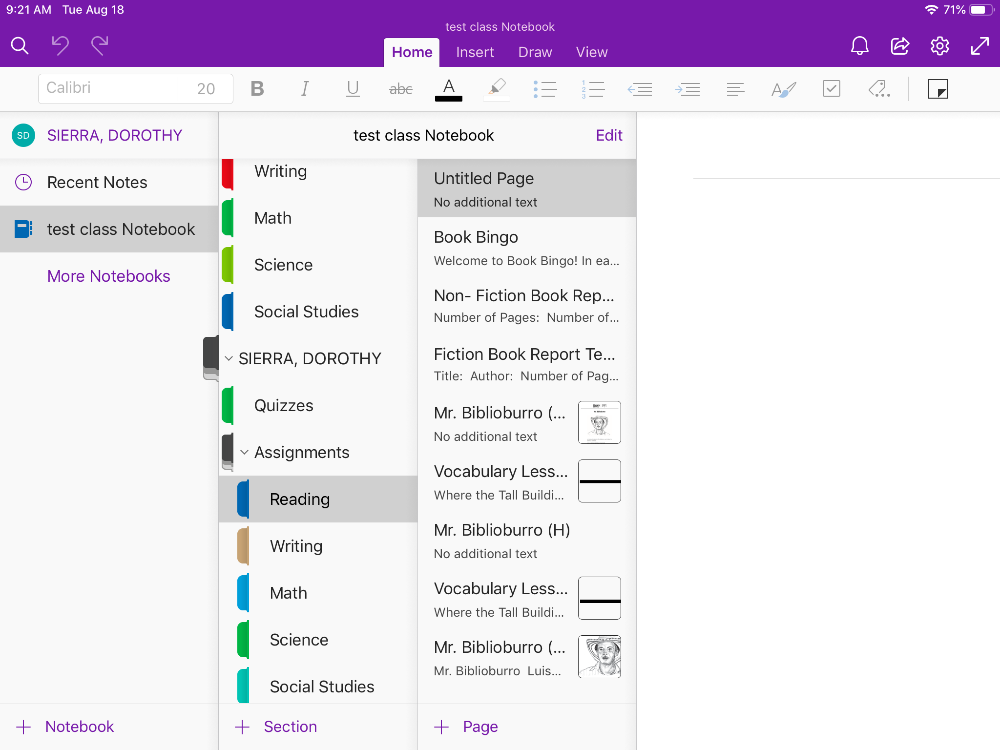 9:21 AM Tue Aug 18
71%
test class Notebook
Home Insert Draw View
Calibri 20 B I U abc A
SD SIERRA, DOROTHY
test class Notebook Edit
Recent Notes
test class Notebook
More Notebooks
Writing
Math
Science
Social Studies
SIERRA, DOROTHY
Quizzes
Assignments
Reading
Writing
Math
Science
Social Studies
Untitled Page
No additional text
Book Bingo
Welcome to Book Bingo! In ea...
Non- Fiction Book Rep...
Number of Pages: Number of...
Fiction Book Report Te...
Title: Author: Number of Pag...
Mr. Biblioburro (...
No additional text
Vocabulary Less...
Where the Tall Buildi...
Mr. Biblioburro (H)
No additional text
Vocabulary Less...
Where the Tall Buildi...
Mr. Biblioburro (...
Mr. Biblioburro Luis...
+ Notebook
+ Section
+ Page